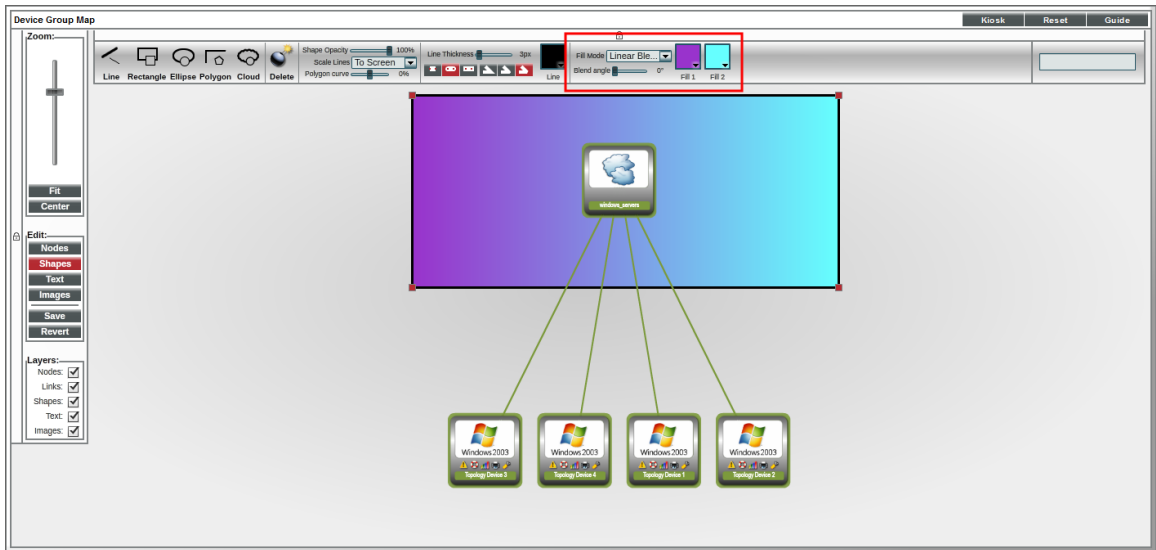 Device Group Map
Kiosk Reset Guide
Zoom:
Fit
Center
Edit:
Nodes
Shapes
Text
Images
Save
Revert
Layers:
Nodes:
Links:
Shapes:
Text:
Images:
Line Rectangle Ellipse Polygon Cloud Delete
Shape Opacity 100%
Scale Lines To Screen
Polygon curve 0%
Line Thickness 3px
Line
Fill Mode Linear Ble...
Blend angle 0°
Fill 1 Fill 2
windows_servers
Windows2003 Windows2003 Windows2003 Windows2003
Topology Device 3 Topology Device 4 Topology Device 1 Topology Device 2